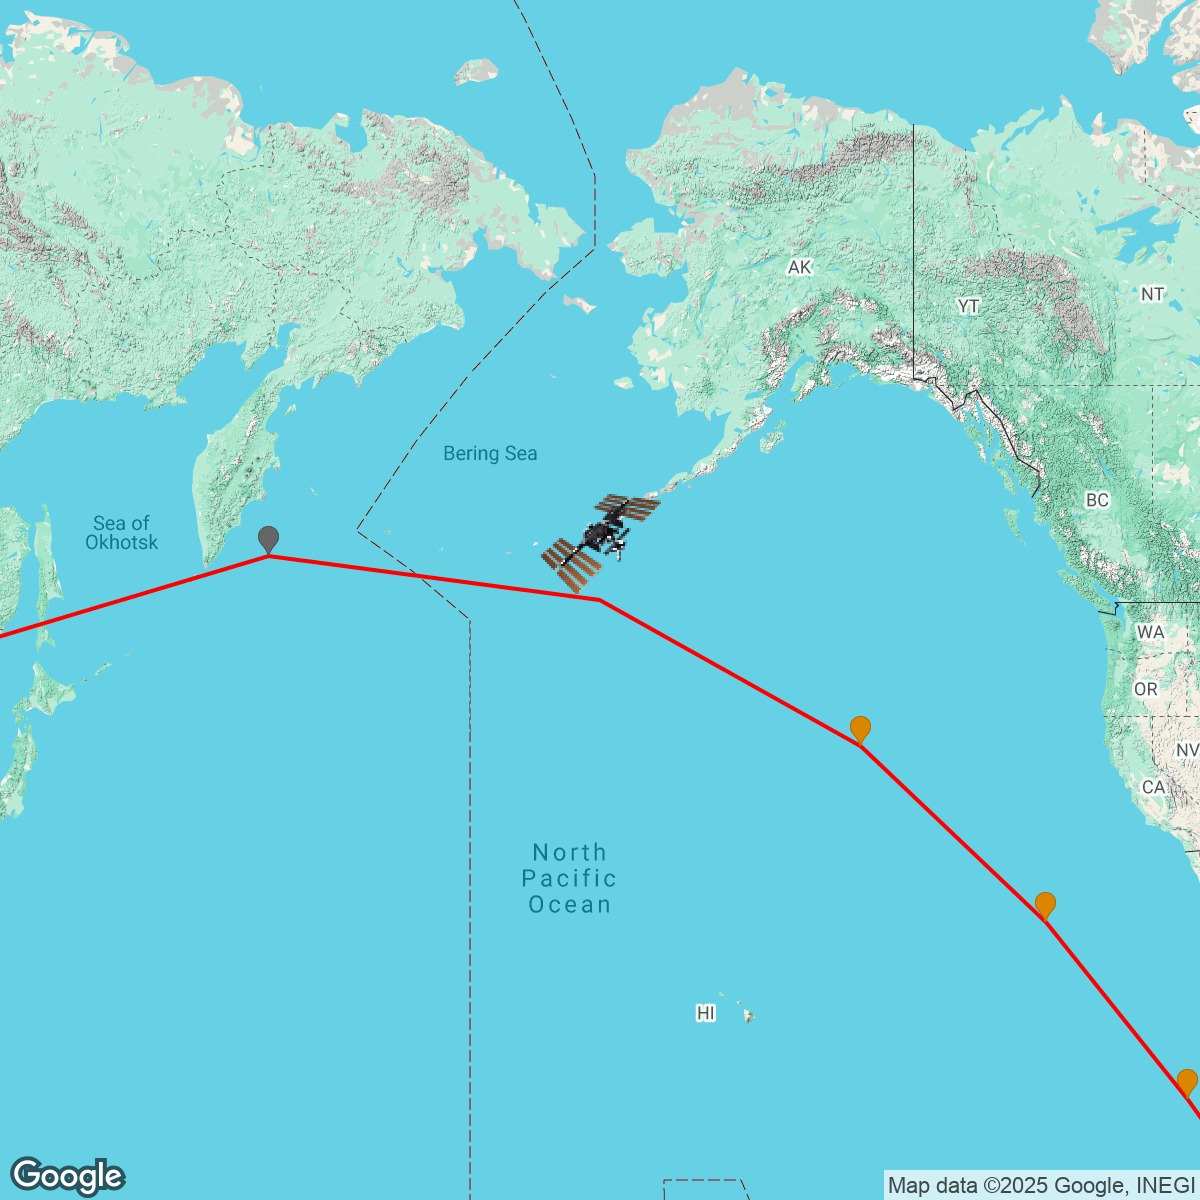 AK
YT
NT
Bering Sea
BC
Sea of
Okhotsk
WA
OR
NV
CA
North
Pacific
Ocean
HI
Google
Map data ©2025 Google, INEGI